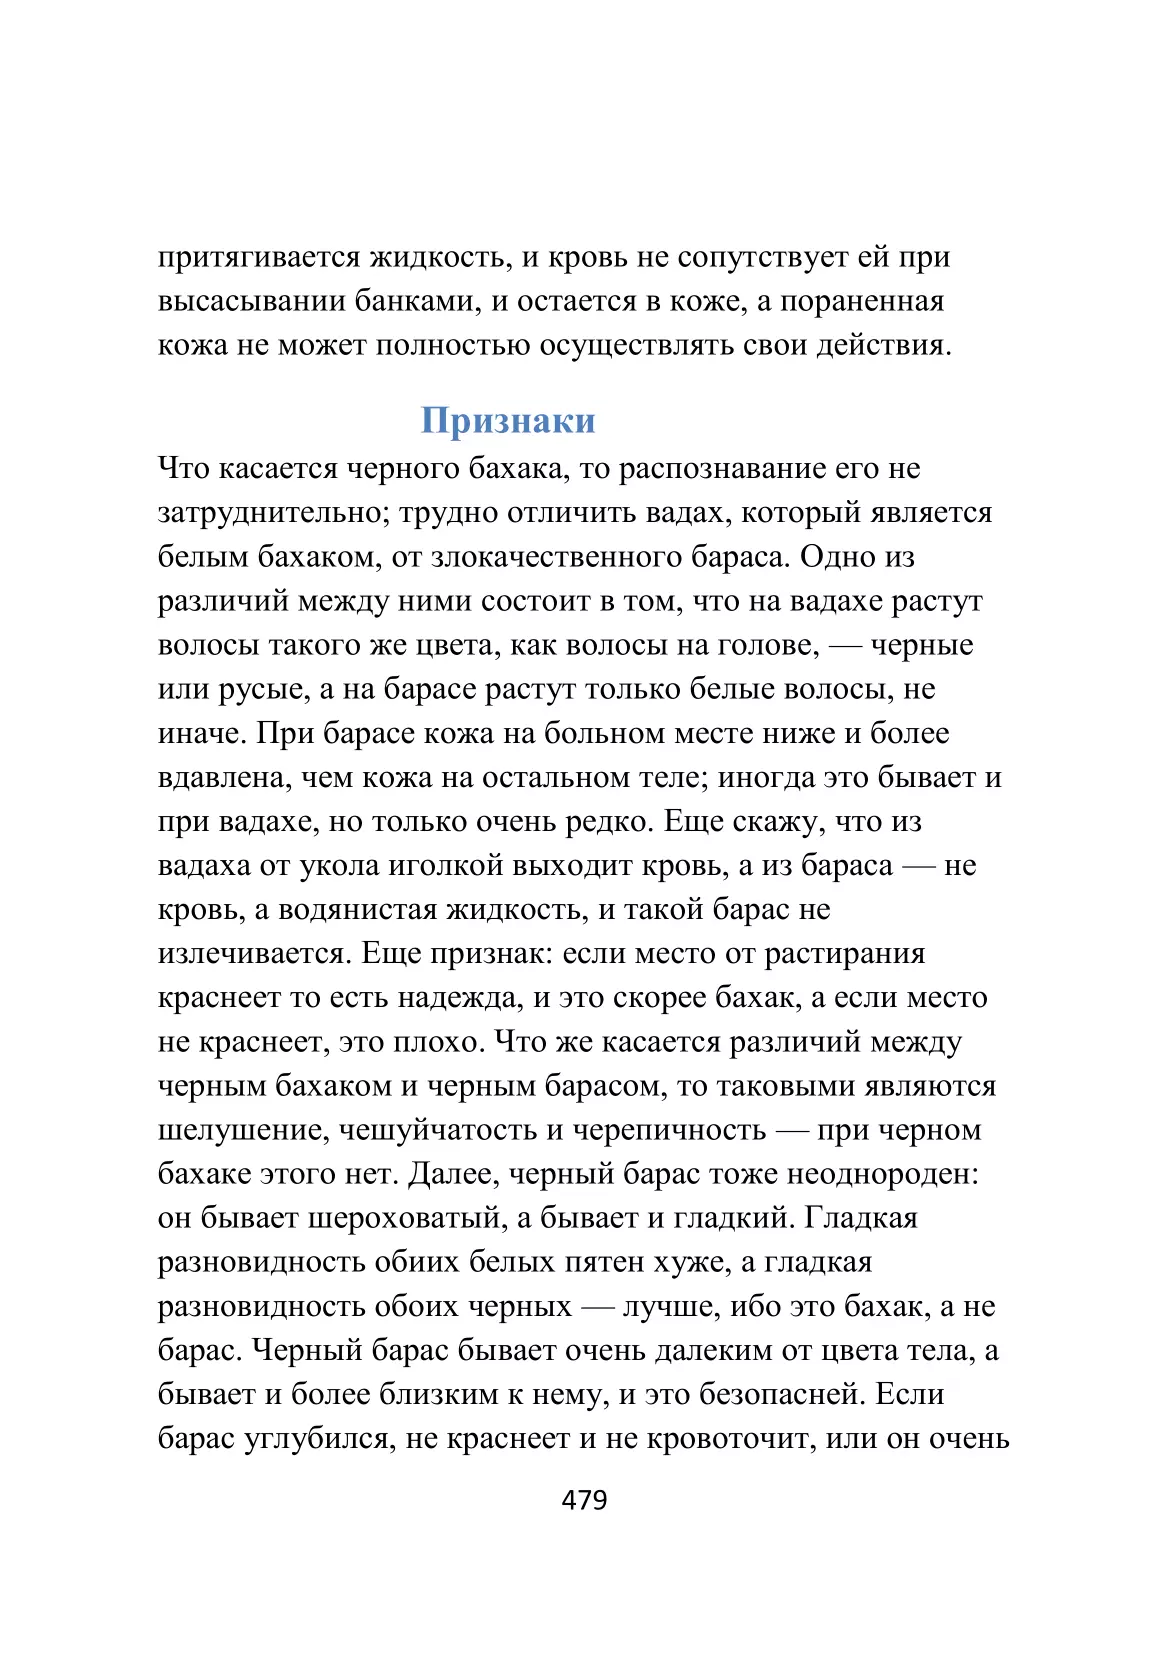 притягивается жидкость, и кровь не сопутствует ей при
высасывании банками, и остается в коже, а пораненная
кожа не может полностью осуществлять свои действия.
Признаки
Что касается черного бахака, то распознавание его не
затруднительно; трудно отличить вадах, который является
белым бахаком, от злокачественного бараса. Одно из
различий между ними состоит в том, что на вадахе растут
волосы такого же цвета, как волосы на голове, — черные
или русые, а на барасе растут только белые волосы, не
иначе. При барасе кожа на больном месте ниже и более
вдавлена, чем кожа на остальном теле; иногда это бывает и
при вадахе, но только очень редко. Еще скажу, что из
вадаха от укола иголкой выходит кровь, а из бараса — не
кровь, а водянистая жидкость, и такой барас не
излечивается. Еще признак: если место от растирания
краснеет то есть надежда, и это скорее бахак, а если место
не краснеет, это плохо. Что же касается различий между
черным бахаком и черным барасом, то таковыми являются
шелушение, чешуйчатость и черепичность — при черном
бахаке этого нет. Далее, черный барас тоже неоднороден:
он бывает шероховатый, а бывает и гладкий. Гладкая
разновидность обиих белых пятен хуже, а гладкая
разновидность обоих черных — лучше, ибо это бахак, а не
барас. Черный барас бывает очень далеким от цвета тела, а
бывает и более близким к нему, и это безопасней. Если
барас углубился, не краснеет и не кровоточит, или он очень
479